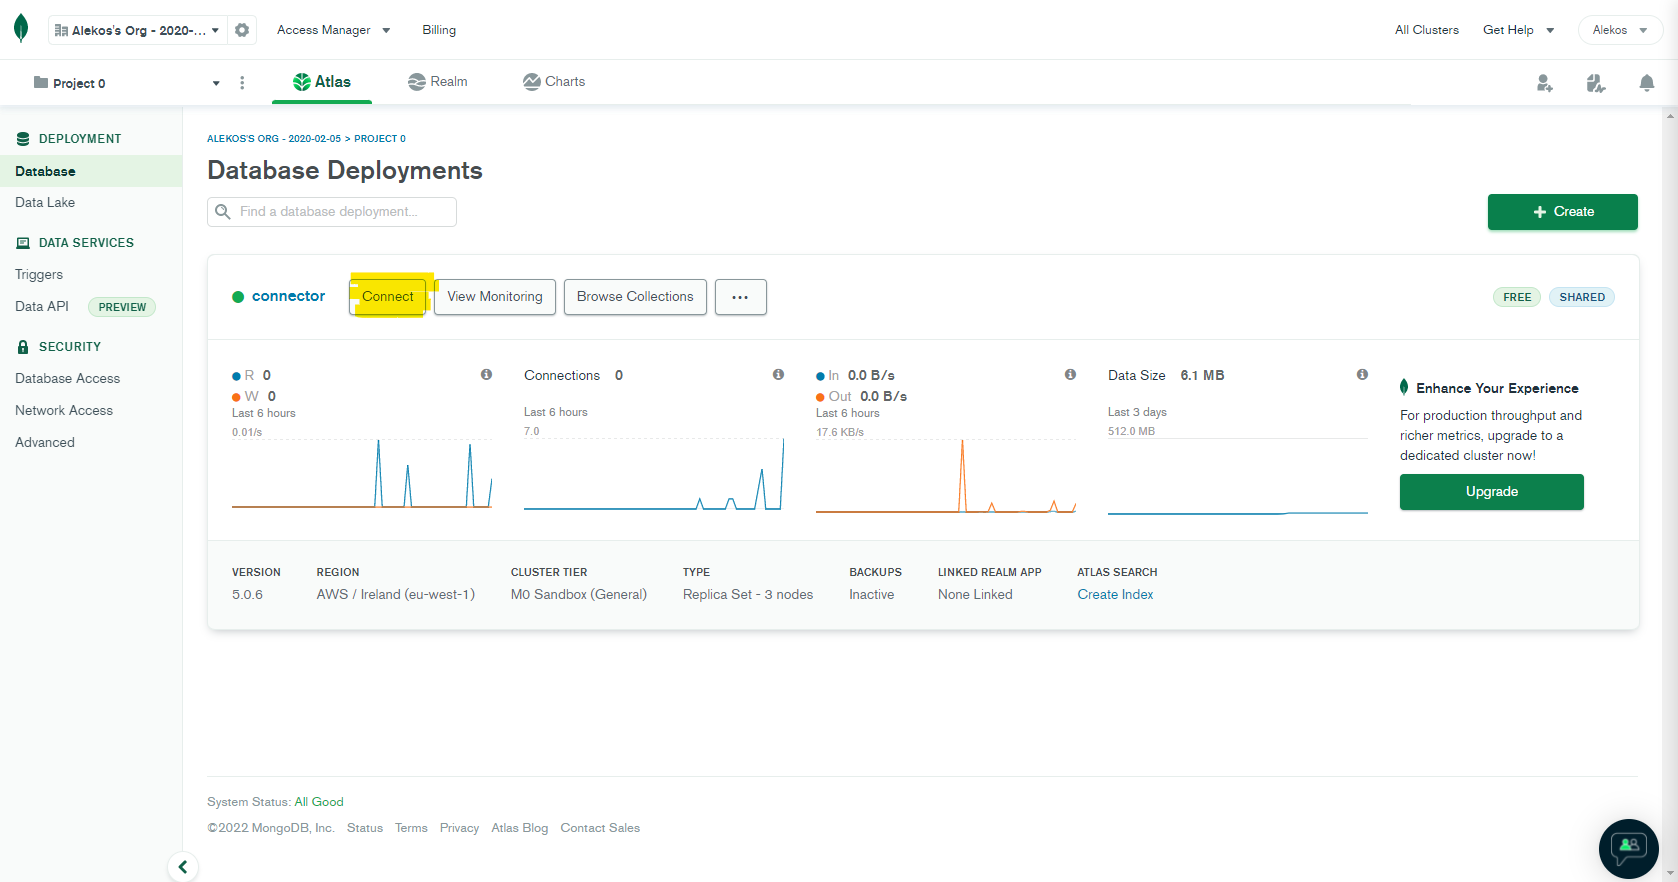 Alekos's Org - 2020-...
Access Manager
Billing
All Clusters
Get Help
Alekos
Project 0
Atlas
Realm
Charts
DEPLOYMENT
Database
Data Lake
DATA SERVICES
Triggers
Data API PREVIEW
SECURITY
Database Access
Network Access
Advanced
ALEKOS'S ORG - 2020-02-05 > PROJECT 0
Database Deployments
Find a database deployment...
+ Create
connector
Connect
View Monitoring
Browse Collections
...
FREE
SHARED
R 0
W 0
Last 6 hours
0.01/s
Connections 0
Last 6 hours
7.0
In 0.0 B/s
Out 0.0 B/s
Last 6 hours
17.6 KB/s
Data Size 6.1 MB
Last 3 days
512.0 MB
Enhance Your Experience
For production throughput and
richer metrics, upgrade to a
dedicated cluster now!
Upgrade
VERSION
5.0.6
REGION
AWS / Ireland (eu-west-1)
CLUSTER TIER
M0 Sandbox (General)
TYPE
Replica Set - 3 nodes
BACKUPS
Inactive
LINKED REALM APP
None Linked
ATLAS SEARCH
Create Index
System Status: All Good
©2022 MongoDB, Inc. Status Terms Privacy Atlas Blog Contact Sales